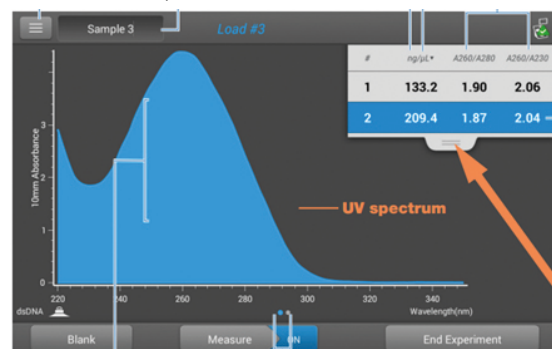 Sample 3
Load #3
# ng/µL A260/A280 A260/A230
1 133.2 1.90 2.06
2 209.4 1.87 2.04
10mm Absorbance
3
2
1
0
UV spectrum
220 240 260 280 300 320 340
dsDNA
Wavelength(nm)
Blank
Measure
ON
End Experiment